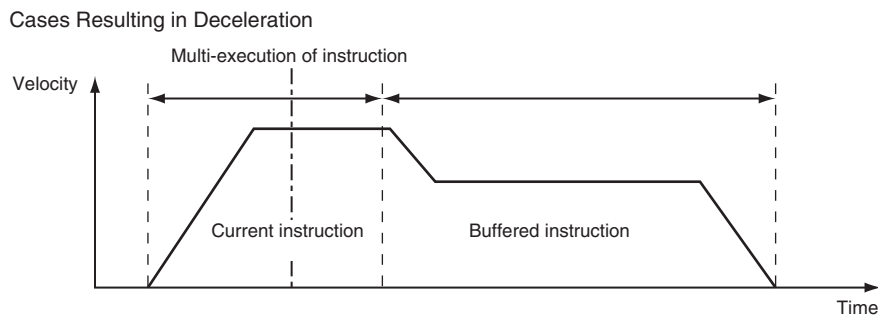 Cases Resulting in Deceleration
Multi-execution of instruction
Velocity
Current instruction
Buffered instruction
Time